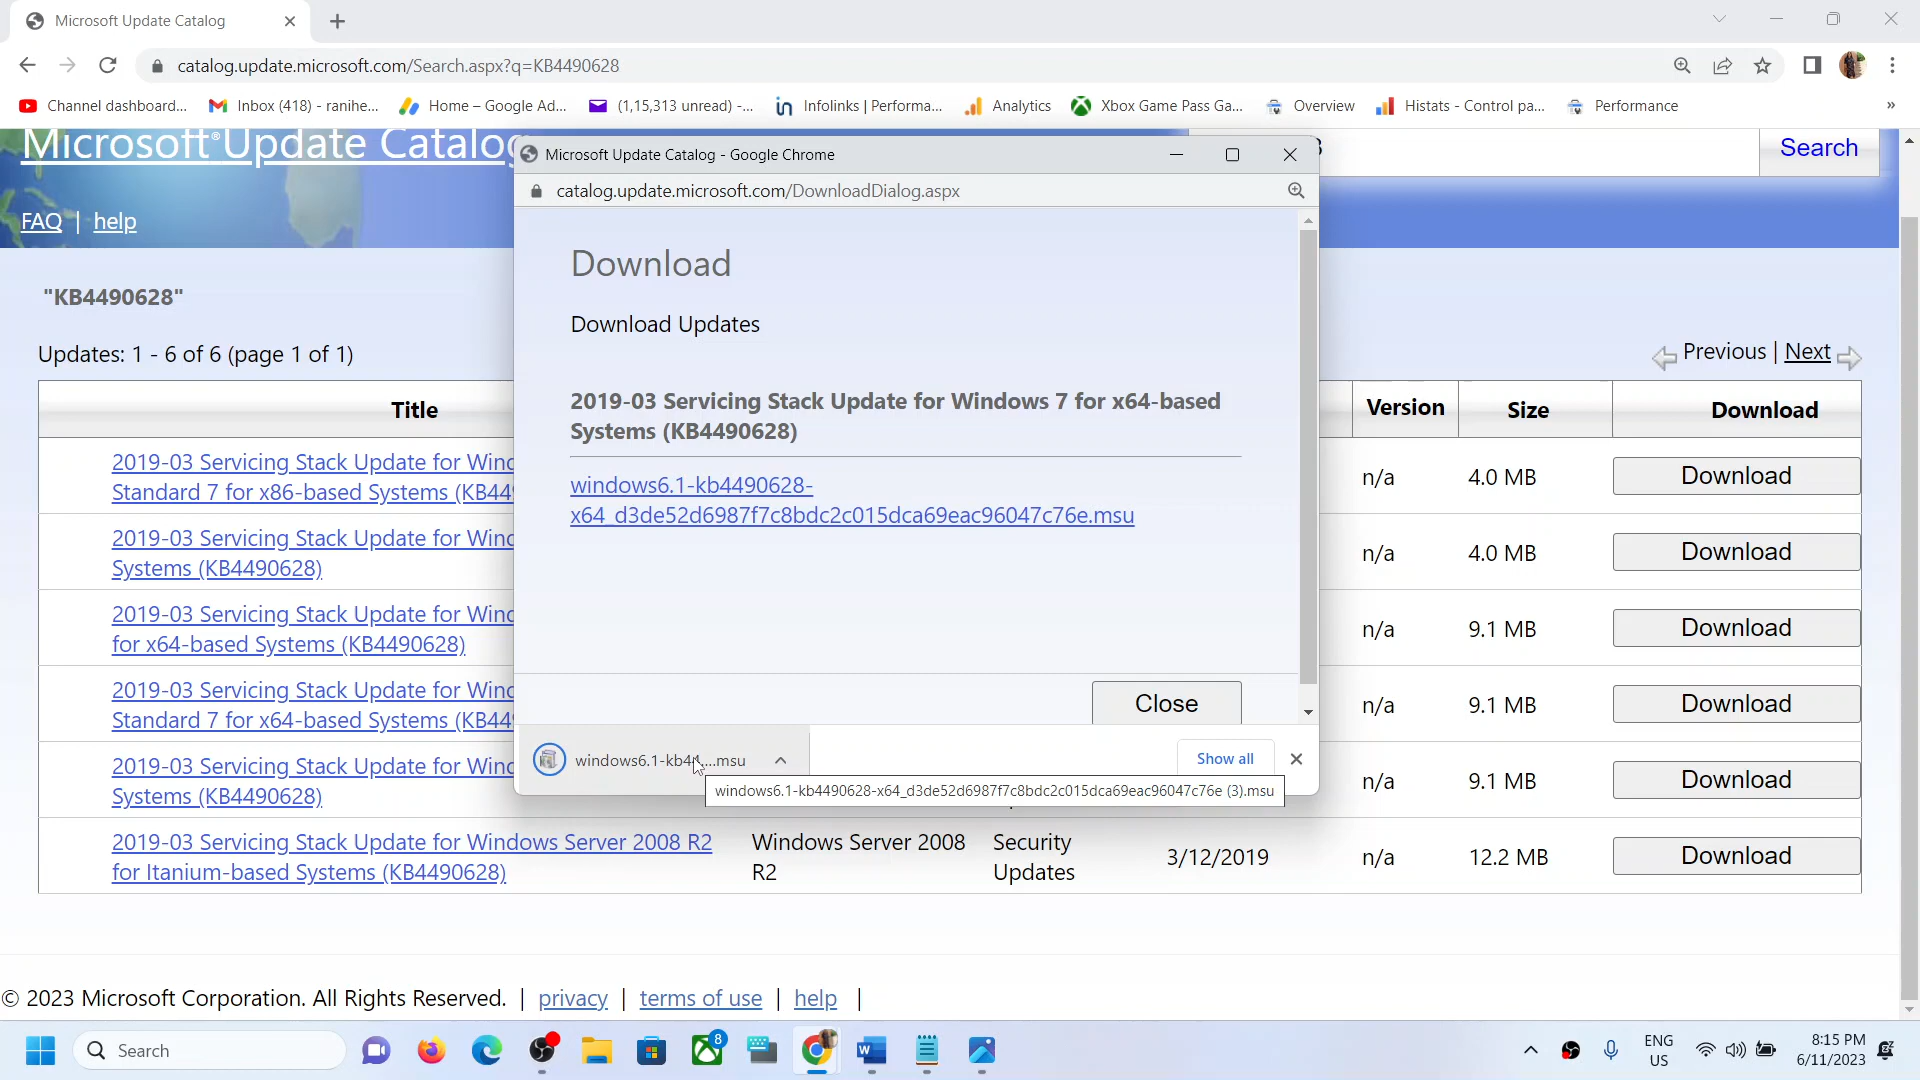 Microsoft Update Catalog
catalog.update.microsoft.com/Search.aspx?q=KB4490628
Channel dashboard...
Inbox (418) - ranihe...
Home – Google Ad...
(1,15,313 unread) -...
Infolinks | Performa...
Analytics
Xbox Game Pass Ga...
Overview
Histats - Control pa...
Performance
»
Microsoft® Update Catalog
Search
FAQ | help
Microsoft Update Catalog - Google Chrome
catalog.update.microsoft.com/DownloadDialog.aspx
Download
Download Updates
2019-03 Servicing Stack Update for Windows 7 for x64-based
Systems (KB4490628)
windows6.1-kb4490628-
x64_d3de52d6987f7c8bdc2c015dca69eac96047c76e.msu
Close
windows6.1-kb44....msu
Show all
windows6.1-kb4490628-x64_d3de52d6987f7c8bdc2c015dca69eac96047c76e (3).msu
"KB4490628"
Updates: 1 - 6 of 6 (page 1 of 1)
Previous | Next
Title Version Size Download
2019-03 Servicing Stack Update for Wind
Standard 7 for x86-based Systems (KB449
n/a 4.0 MB Download
2019-03 Servicing Stack Update for Wind
Systems (KB4490628)
n/a 4.0 MB Download
2019-03 Servicing Stack Update for Wind
for x64-based Systems (KB4490628)
n/a 9.1 MB Download
2019-03 Servicing Stack Update for Wind
Standard 7 for x64-based Systems (KB449
n/a 9.1 MB Download
2019-03 Servicing Stack Update for Wind
Systems (KB4490628)
n/a 9.1 MB Download
2019-03 Servicing Stack Update for Windows Server 2008 R2
for Itanium-based Systems (KB4490628)
Windows Server 2008
R2
Security
Updates
3/12/2019
n/a
12.2 MB
Download
© 2023 Microsoft Corporation. All Rights Reserved. | privacy | terms of use | help |
Search
8
ENG
US
8:15 PM
6/11/2023